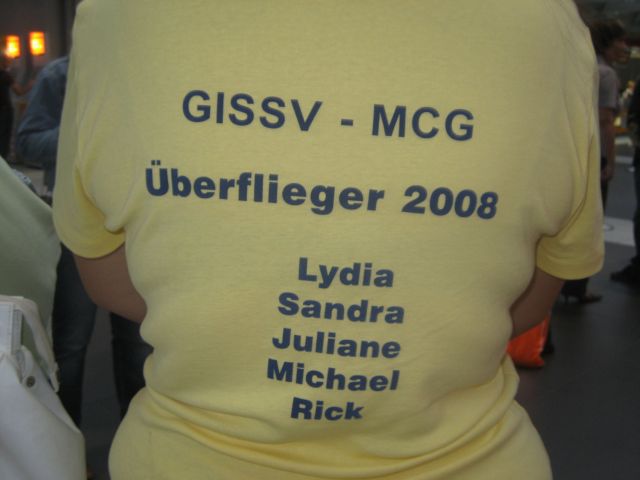 GISSV - MCG
Überflieger 2008
Lydia
Sandra
Juliane
Michael
Rick